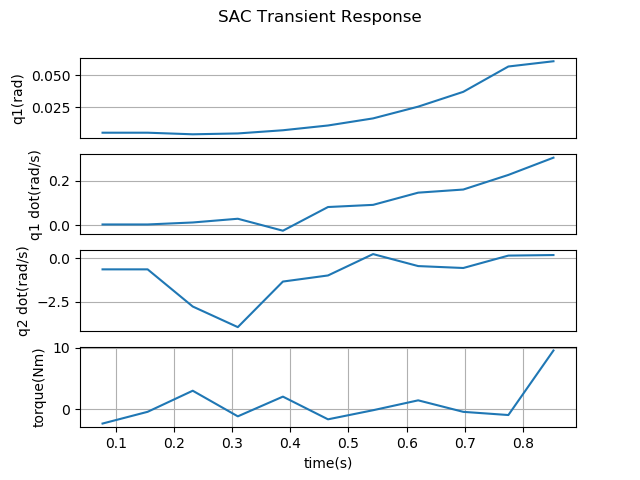 SAC Transient Response
0.050
0.025
q1(rad)
0.2
0.0
q1 dot(rad/s)
0.0
−2.5
q2 dot(rad/s)
10
0
torque(Nm)
0.1 0.2 0.3 0.4 0.5 0.6 0.7 0.8
time(s)